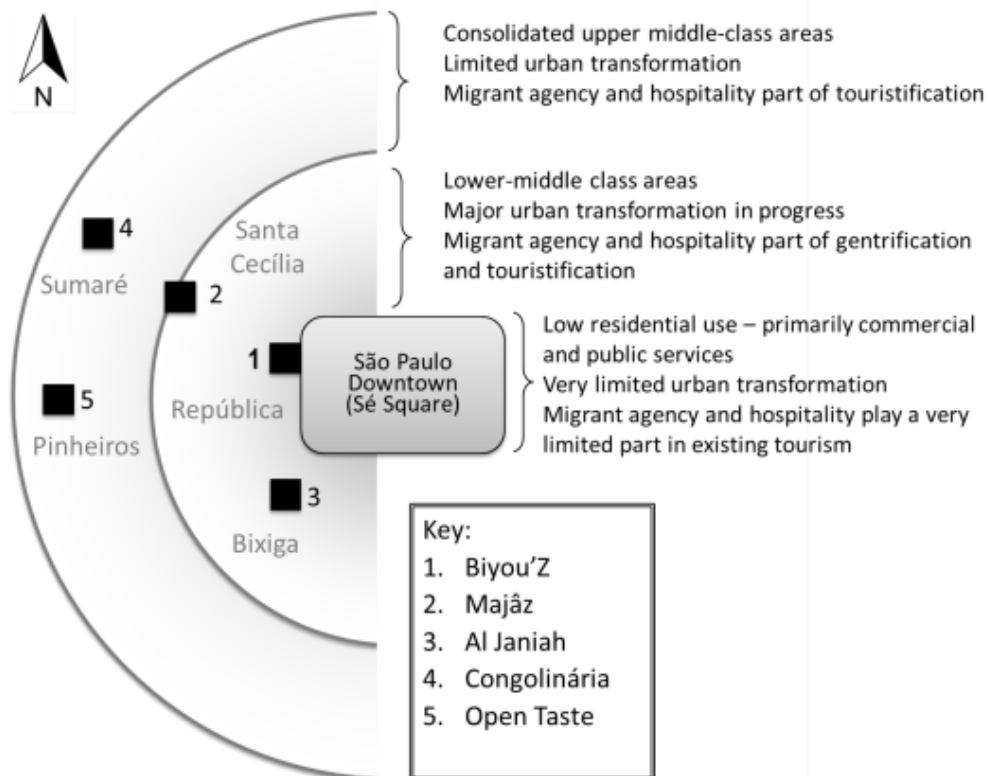 N
Consolidated upper middle-class areas
Limited urban transformation
Migrant agency and hospitality part of touristification
Lower-middle class areas
Major urban transformation in progress
Migrant agency and hospitality part of gentrification
and touristification
Low residential use – primarily commercial
and public services
Very limited urban transformation
Migrant agency and hospitality play a very
limited part in existing tourism
4
Sumaré
Santa
Cecília
2
1
República
São Paulo
Downtown
(Sé Square)
5
Pinheiros
3
Bixiga
Key:
1. Biyou’Z
2. Majâz
3. Al Janiah
4. Congolinária
5. Open Taste